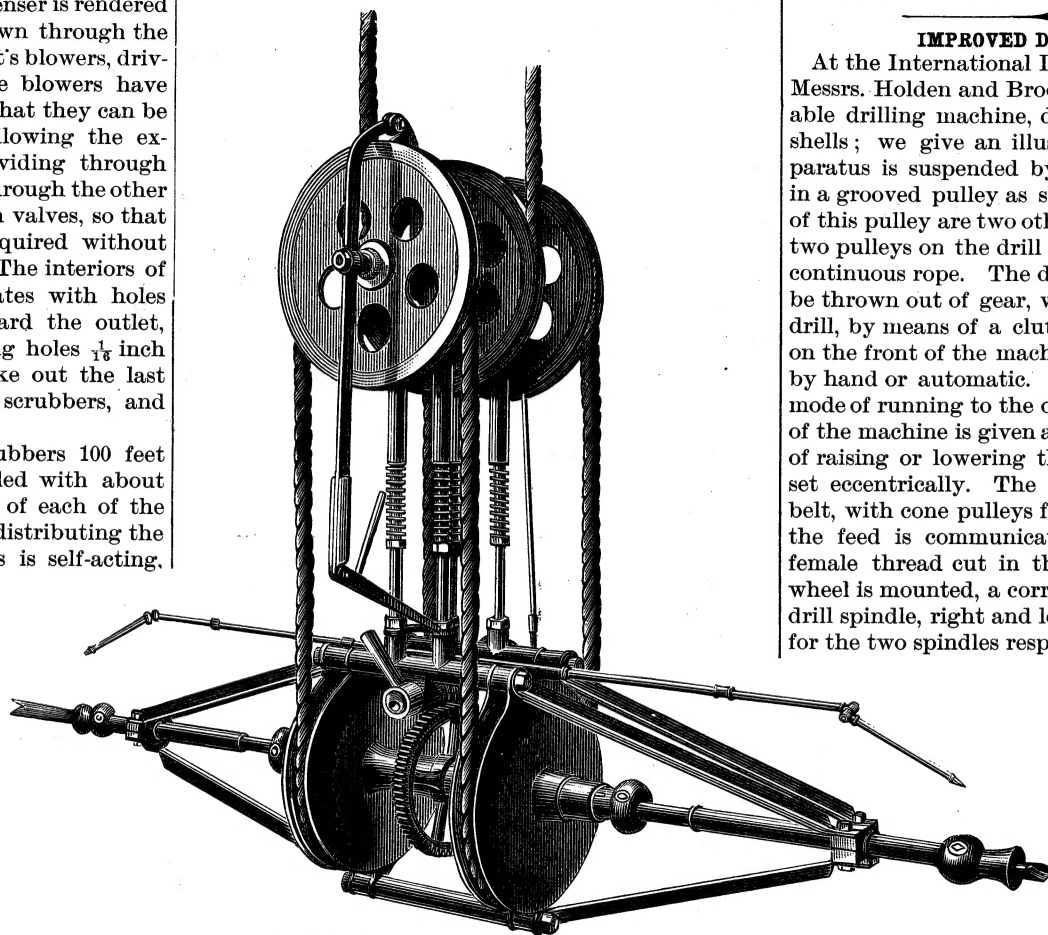 enser is rendered
wn through the
t's blowers, driv-
e blowers have
hat they can be
llowing the ex-
viding through
rough the other
n valves, so that
quired without
The interiors of
ates with holes
ard the outlet,
ng holes 1/16 inch
ke out the last
scrubbers, and
ubbers 100 feet
led with about
of each of the
distributing the
s is self-acting.
IMPROVED D
At the International I
Messrs. Holden and Broo
able drilling machine, d
shells; we give an illus
paratus is suspended by
in a grooved pulley as s
of this pulley are two oth
two pulleys on the drill
continuous rope. The d
be thrown out of gear, w
drill, by means of a clut
on the front of the mach
by hand or automatic.
mode of running to the o
of the machine is given a
of raising or lowering th
set eccentrically. The
belt, with cone pulleys f
the feed is communicat
female thread cut in th
wheel is mounted, a corr
drill spindle, right and le
for the two spindles resp